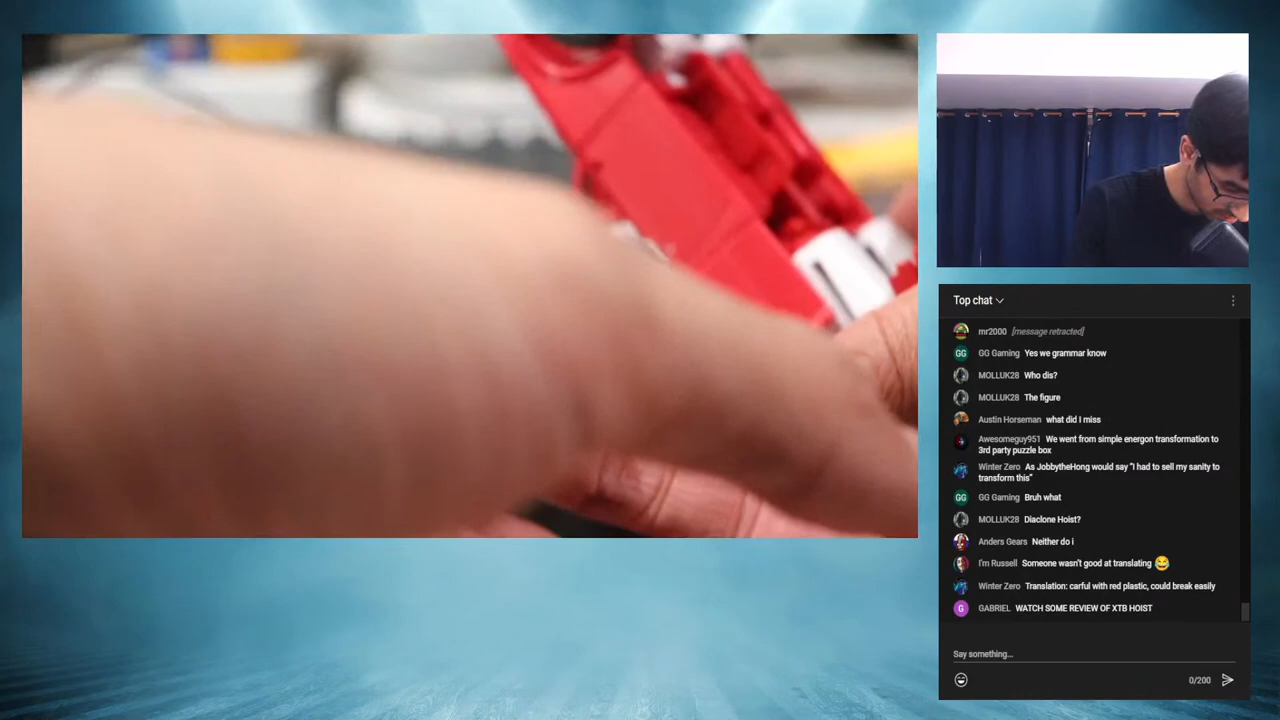 Top chat
mr2000 [message retracted]
GG GG Gaming Yes we grammar know
MOLLUK28 Who dis?
MOLLUK28 The figure
Austin Horseman what did I miss
Awesomeguy951 We went from simple energon transformation to
3rd party puzzle box
Winter Zero As JobbytheHong would say "I had to sell my sanity to
transform this"
GG GG Gaming Bruh what
MOLLUK28 Diaclone Hoist?
Anders Gears Neither do i
I'm Russell Someone wasn't good at translating 😂
Winter Zero Translation: carful with red plastic, could break easily
G GABRIEL WATCH SOME REVIEW OF XTB HOIST
Say something...
0/200